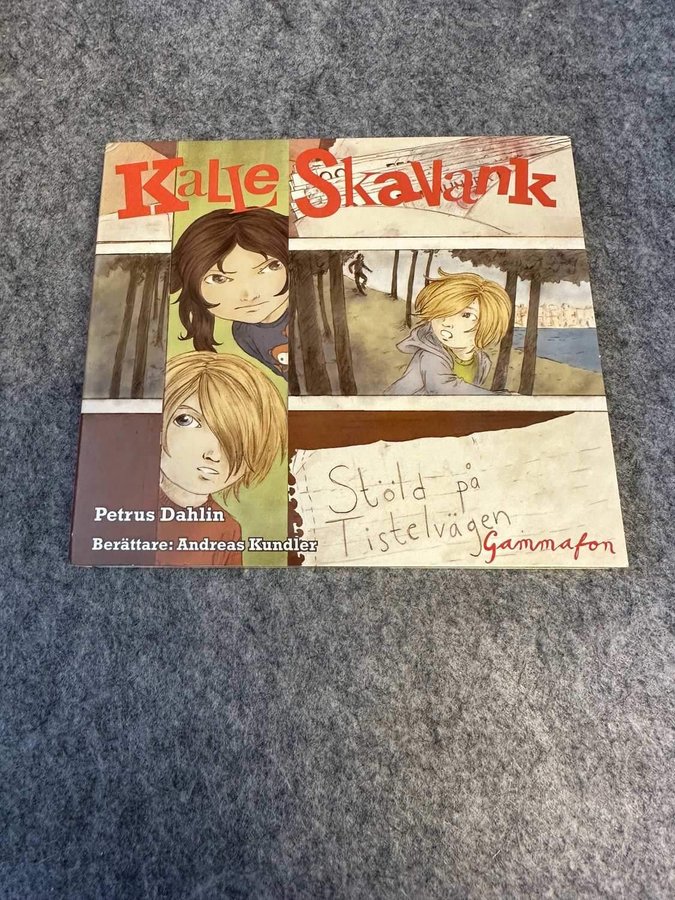 Kalle Skavank
Stöld på
Tistelvägen
Petrus Dahlin
Berättare: Andreas Kundler
Gammafon